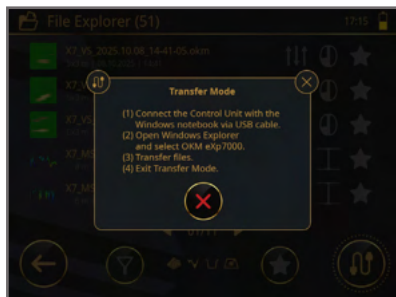 File Explorer (51)
17:15
X7_VS_2025.10.08_14-41-05.oksm
Transfer Mode
(1) Connect the Control Unit with the
Windows notebook via USB cable.
(2) Open Windows Explorer
and select OKM eXp7000.
(3) Transfer files.
(4) Exit Transfer Mode.